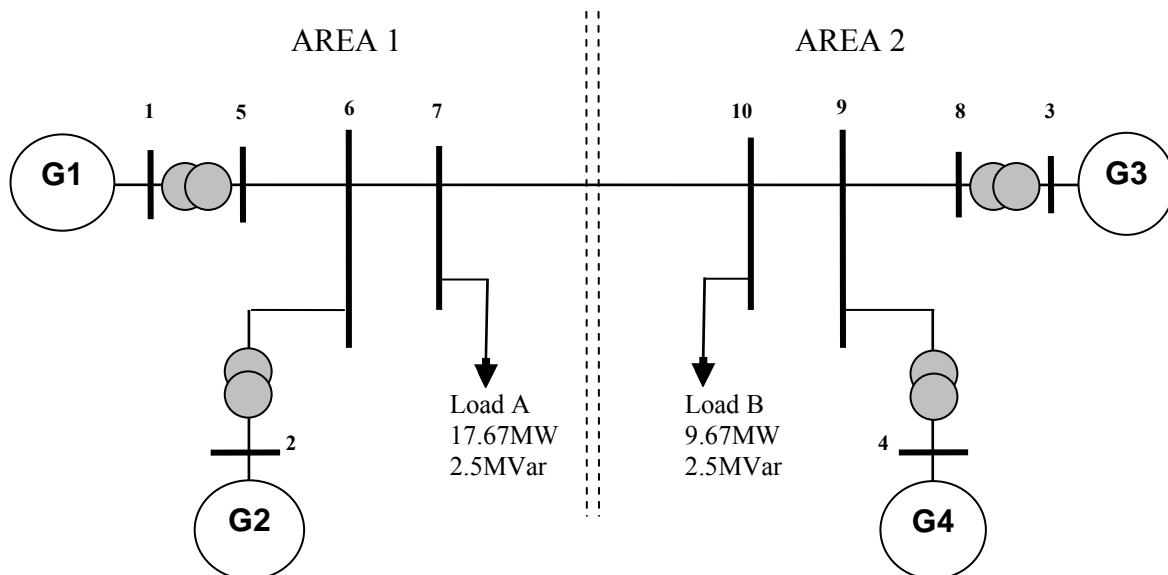 AREA 1
AREA 2
1
5
6
7
10
9
8
3
G1
G3
Load A
17.67MW
2.5MVar
Load B
9.67MW
2.5MVar
2
4
G2
G4